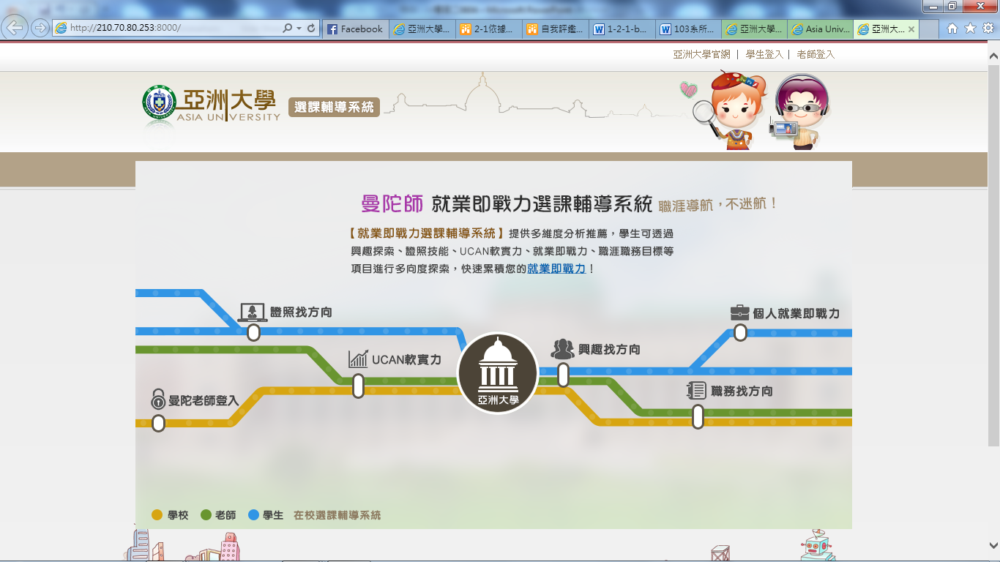 http://210.70.80.253:8000/
Facebook
亞洲大學...
2-1依據...
自我評鑑...
1-2-1-b...
103系所...
亞洲大學...
Asia Univ...
亞洲大...
亞洲大學官網 | 學生登入 | 老師登入
亞洲大學
ASIA UNIVERSITY
選課輔導系統
曼陀師 就業即戰力選課輔導系統 職涯導航，不迷航！
【就業即戰力選課輔導系統】提供多維度分析推薦，學生可透過
興趣探索、證照技能、UCAN軟實力、就業即戰力、職涯職務目標等
項目進行多向度探索，快速累積您的就業即戰力！
證照找方向
個人就業即戰力
UCAN軟實力
興趣找方向
曼陀老師登入
亞洲大學
職務找方向
學校 老師 學生 在校選課輔導系統